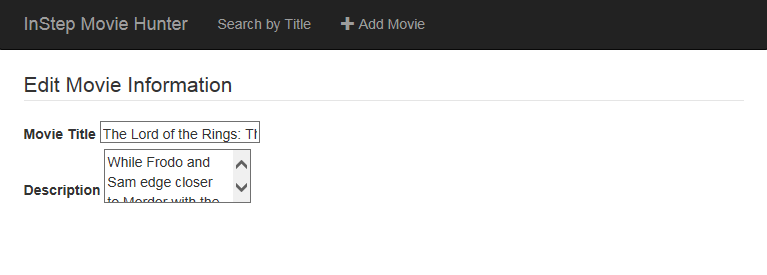 InStep Movie Hunter Search by Title Add Movie
Edit Movie Information
Movie Title The Lord of the Rings:
Description While Frodo and
Sam edge closer
to Mordor with the